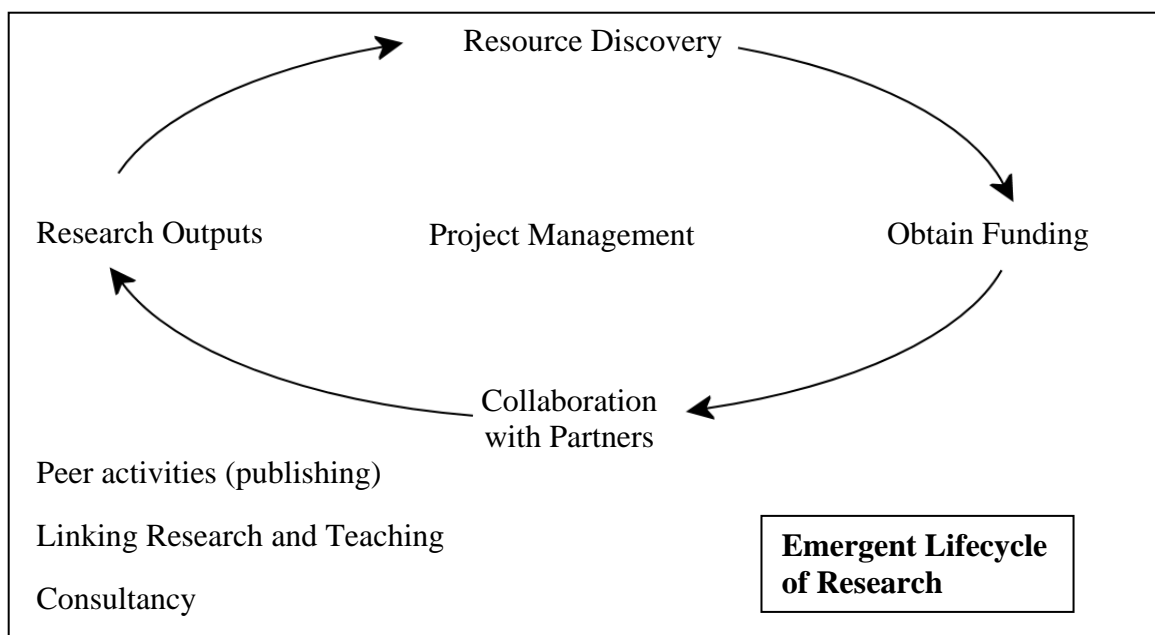 Resource Discovery
Research Outputs
Project Management
Obtain Funding
Collaboration
with Partners
Peer activities (publishing)
Linking Research and Teaching
Consultancy
Emergent Lifecycle
of Research